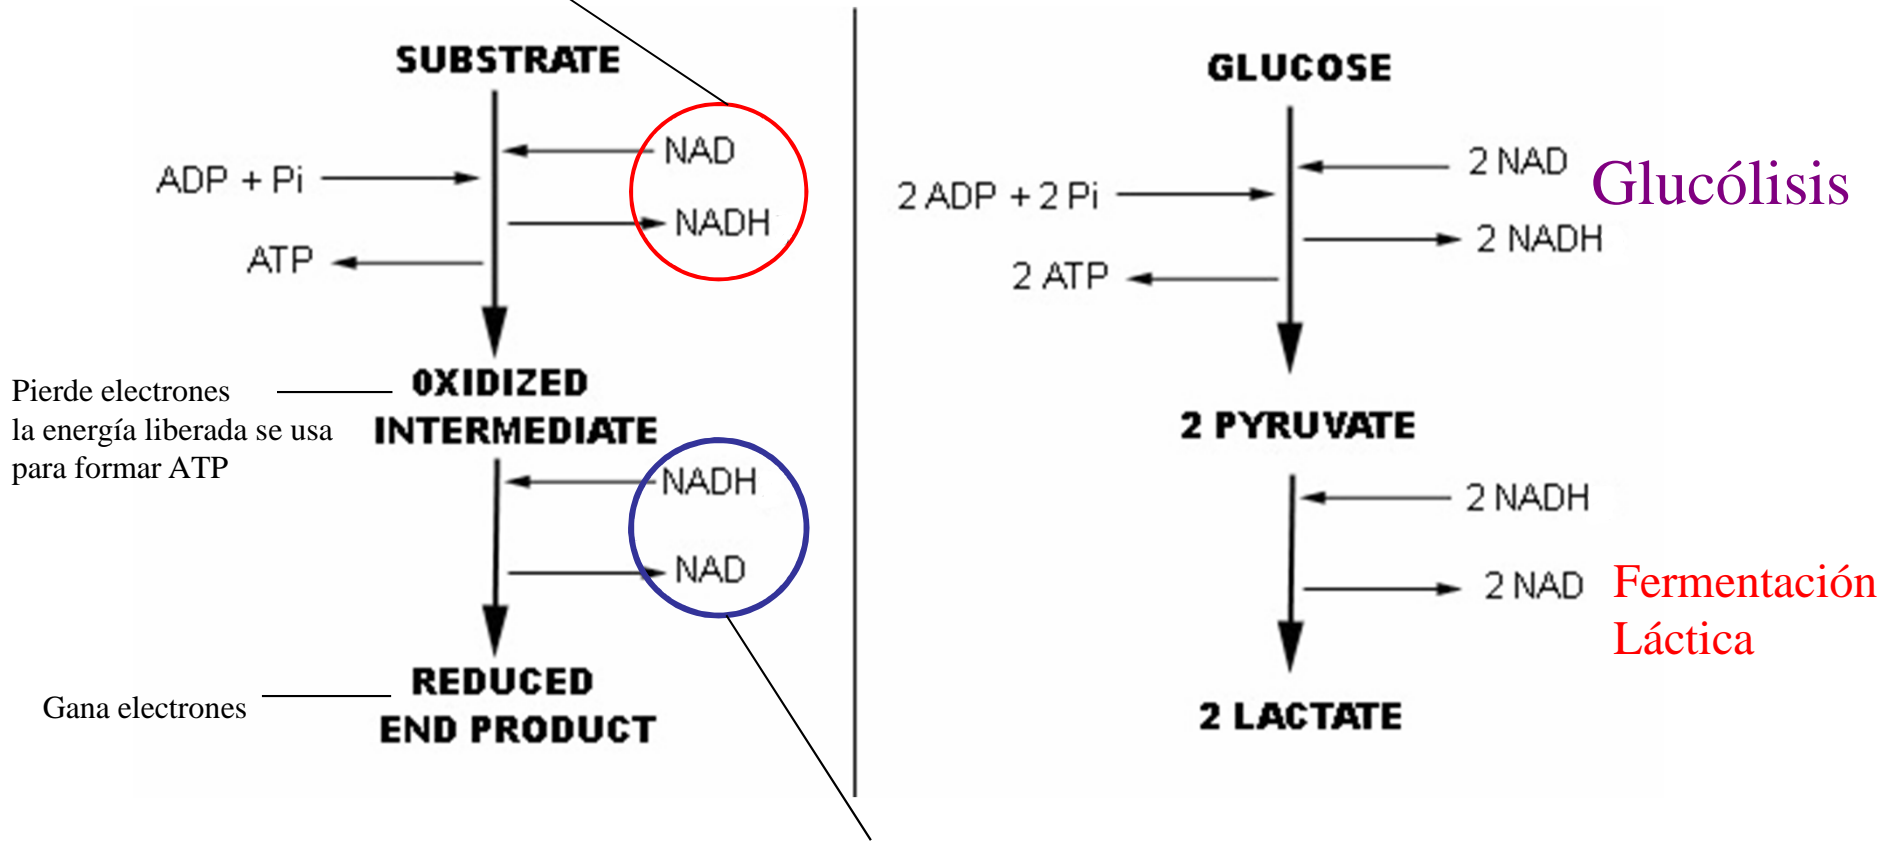 SUBSTRATE
NAD
ADP + Pi
NADH
ATP
Pierde electrones
la energía liberada se usa
para formar ATP
0XIDIZED
INTERMEDIATE
NADH
NAD
Gana electrones
REDUCED
END PRODUCT
GLUCOSE
2 NAD
Glucólisis
2 ADP + 2 Pi
2 NADH
2 ATP
2 PYRUVATE
2 NADH
2 NAD
Fermentación
Láctica
2 LACTATE